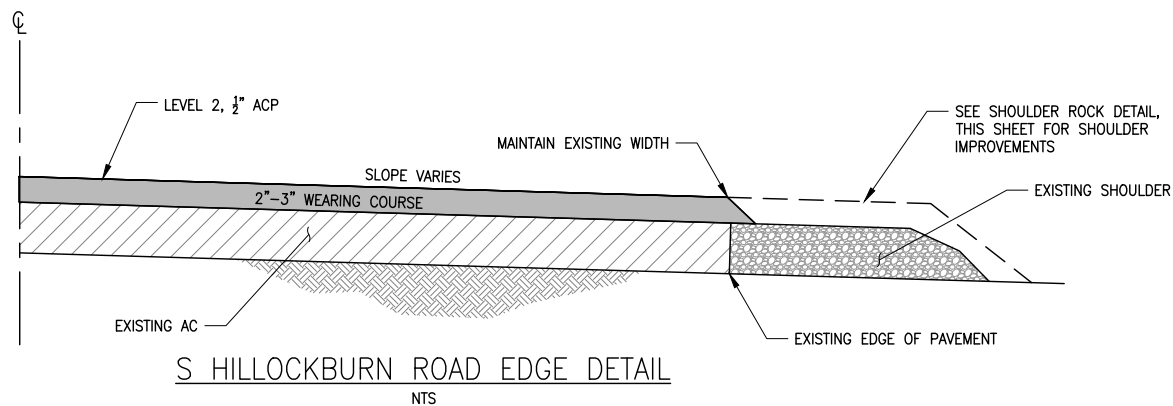 ℄
LEVEL 2, ½" ACP
SEE SHOULDER ROCK DETAIL,
THIS SHEET FOR SHOULDER
IMPROVEMENTS
MAINTAIN EXISTING WIDTH
SLOPE VARIES
EXISTING SHOULDER
2"-3" WEARING COURSE
EXISTING AC
EXISTING EDGE OF PAVEMENT
S HILLOCKBURN ROAD EDGE DETAIL
NTS